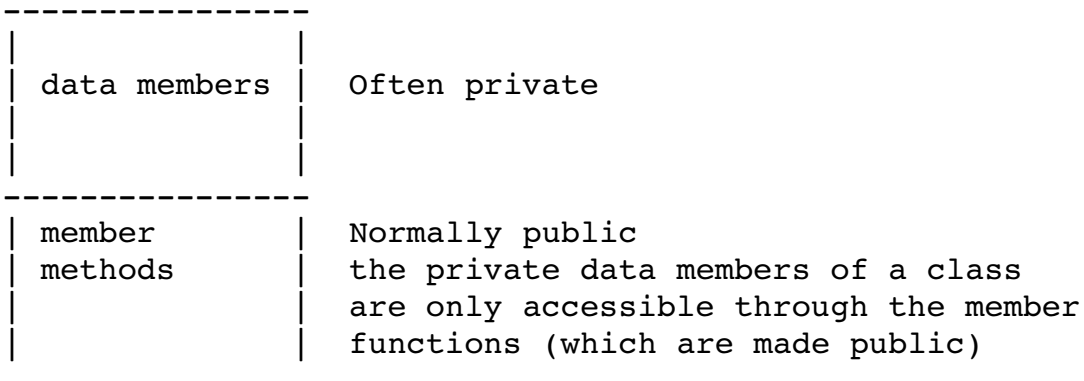 ----------------
|              |
| data members |  Often private
|              |
|              |
----------------
| member       |  Normally public
| methods      |  the private data members of a class
|              |  are only accessible through the member
|              |  functions (which are made public)